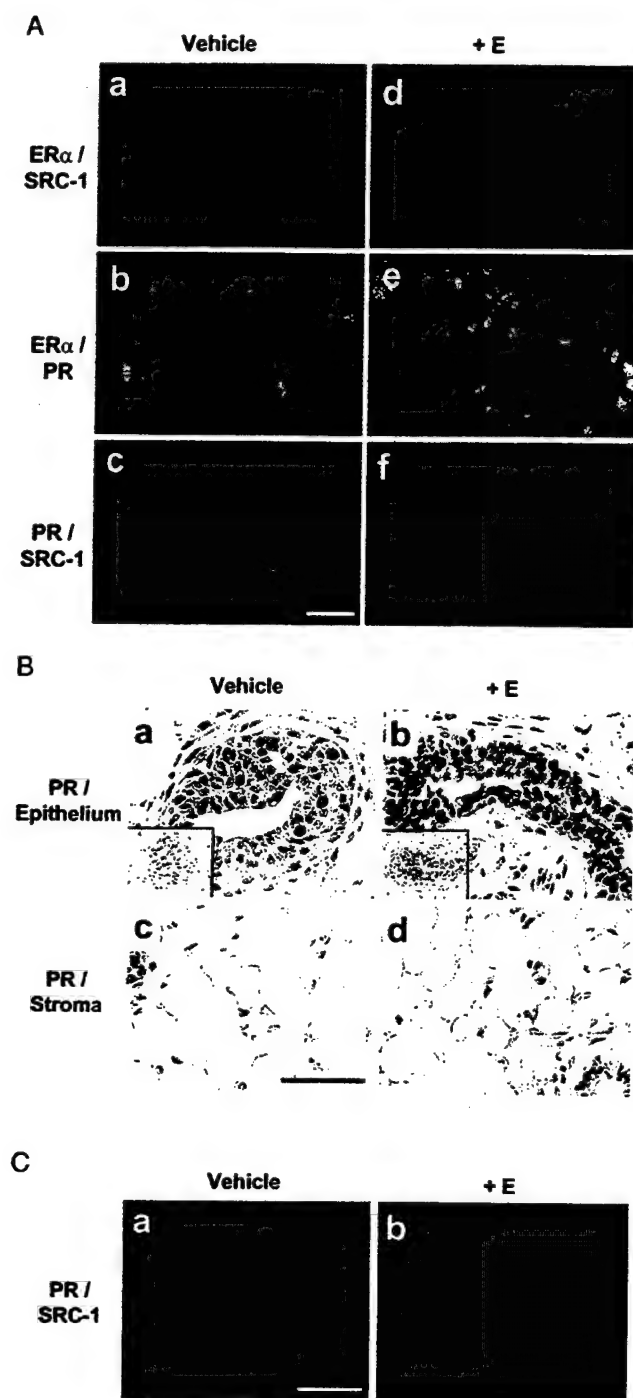 A
Vehicle + E
a d
ERα /
SRC-1
b e
ERα /
PR
c f
PR /
SRC-1
B
Vehicle + E
a b
PR /
Epithelium
c d
PR /
Stroma
C
Vehicle + E
a b
PR /
SRC-1